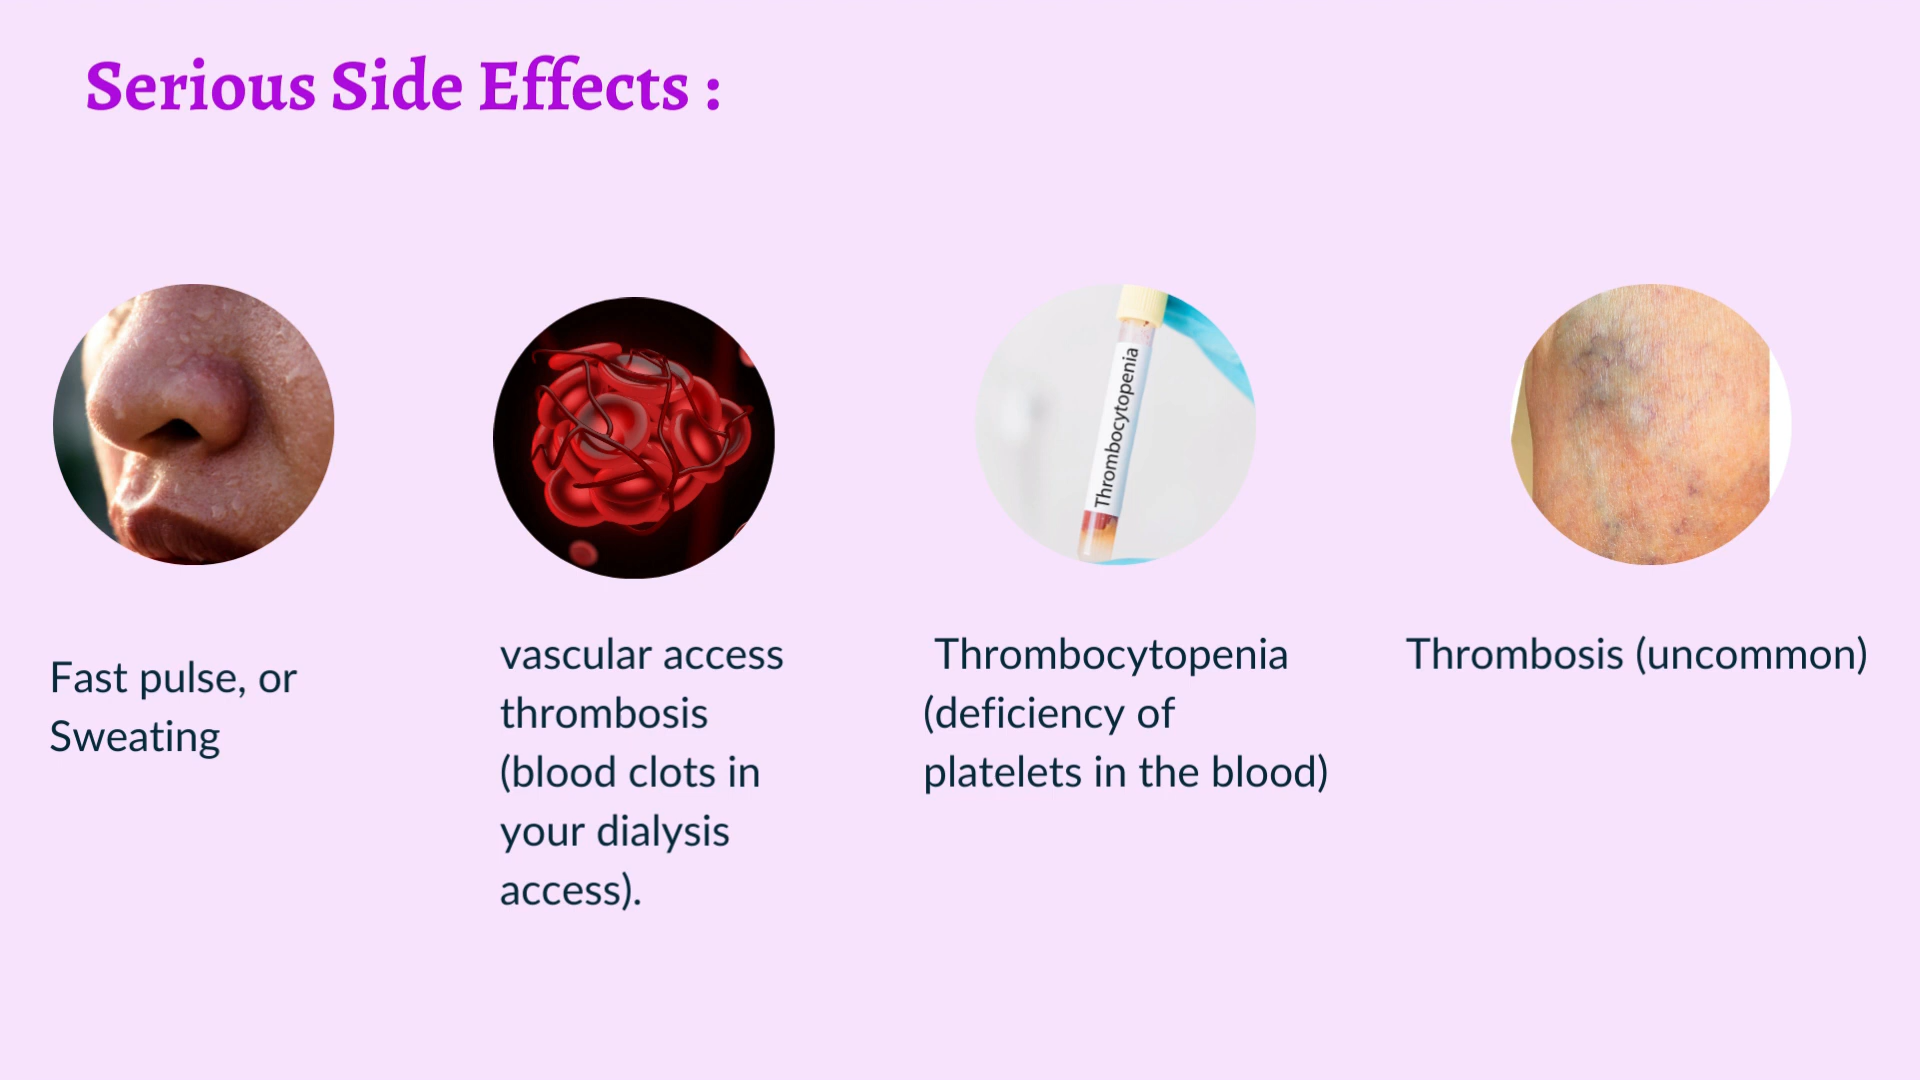 Serious Side Effects :
Thrombocytopenia
Fast pulse, or
Sweating
vascular access
thrombosis
(blood clots in
your dialysis
access).
Thrombocytopenia
(deficiency of
platelets in the blood)
Thrombosis (uncommon)